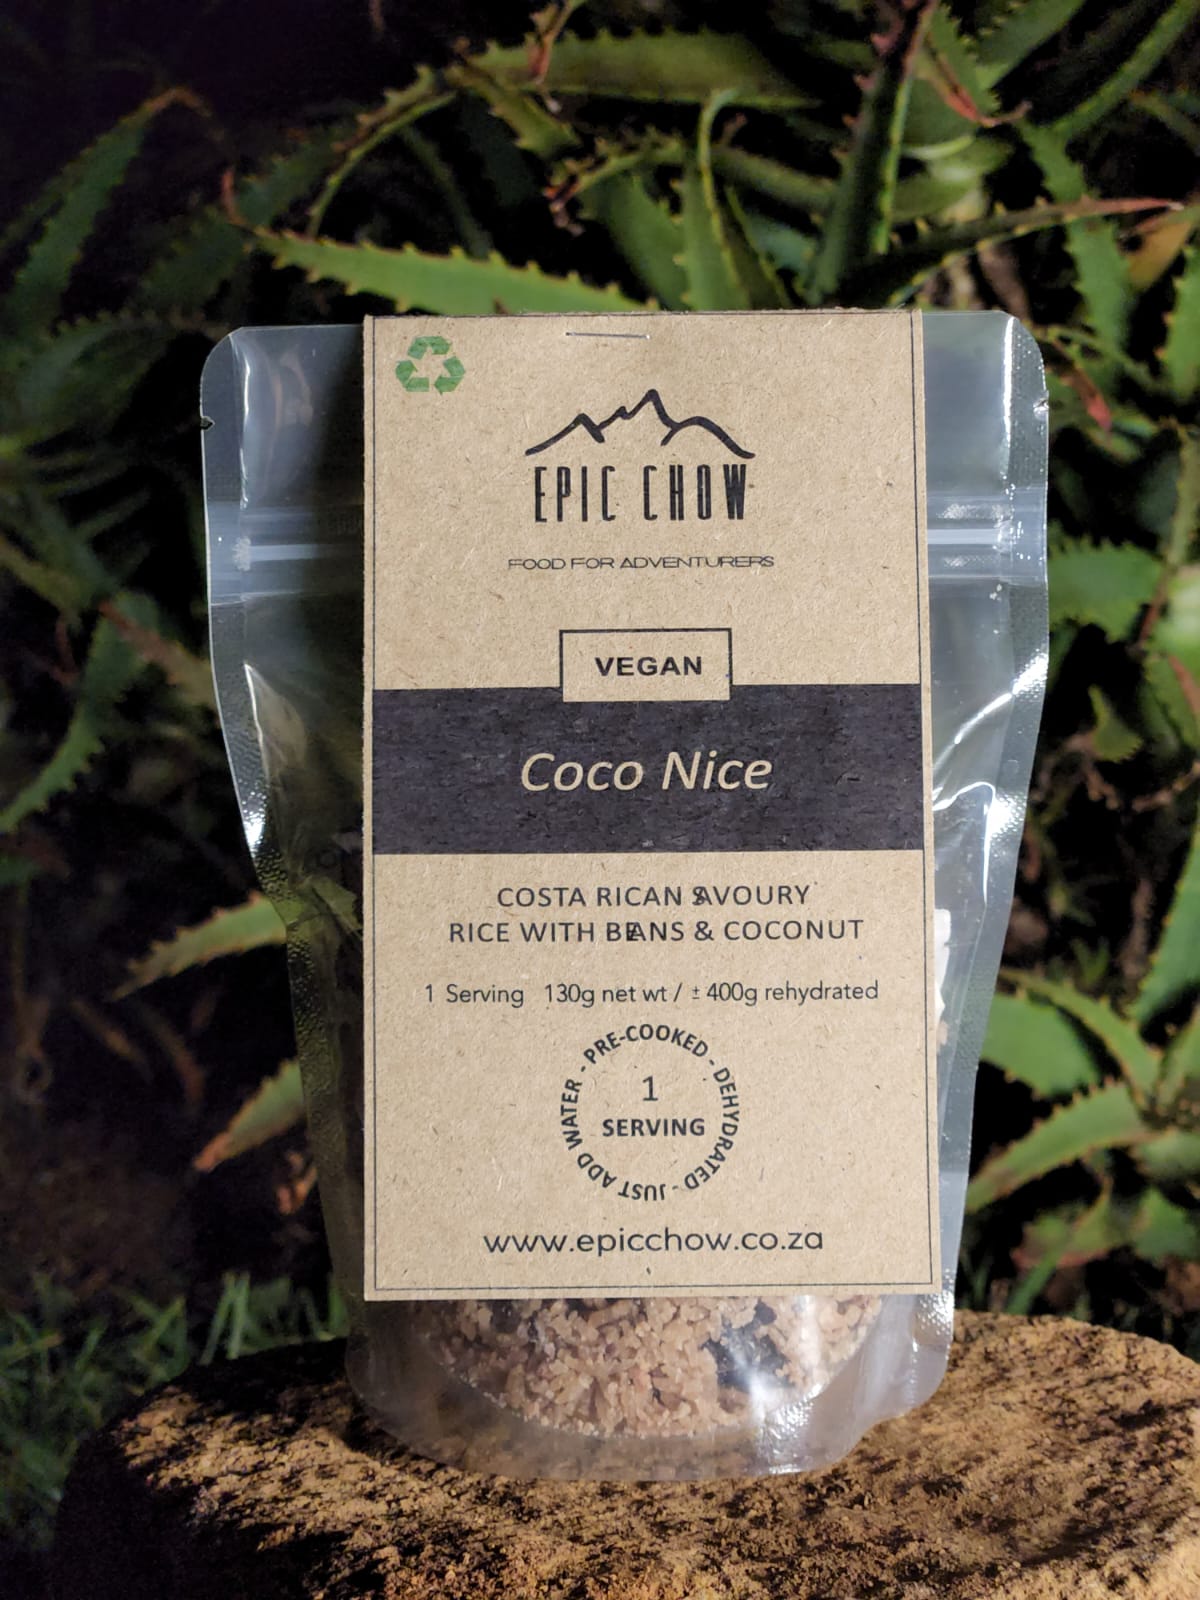 EPIC CHOW
FOOD FOR ADVENTURERS
VEGAN
Coco Nice
COSTA RICAN SAVOURY
RICE WITH BEANS & COCONUT
1 Serving 130g net wt / ± 400g rehydrated
- PRE-COOKED - DEHYDRATED - JUST ADD WATER
1
SERVING
www.epicchow.co.za